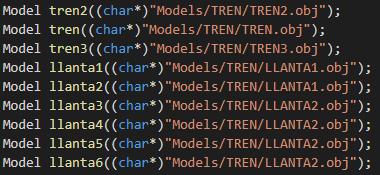 Model tren2((char*)"Models/TREN/TREN2.obj");
Model tren((char*)"Models/TREN/TREN.obj");
Model tren3((char*)"Models/TREN/TREN3.obj");
Model llanta1((char*)"Models/TREN/LLANTA1.obj");
Model llanta2((char*)"Models/TREN/LLANTA1.obj");
Model llanta3((char*)"Models/TREN/LLANTA2.obj");
Model llanta4((char*)"Models/TREN/LLANTA2.obj");
Model llanta5((char*)"Models/TREN/LLANTA2.obj");
Model llanta6((char*)"Models/TREN/LLANTA2.obj");